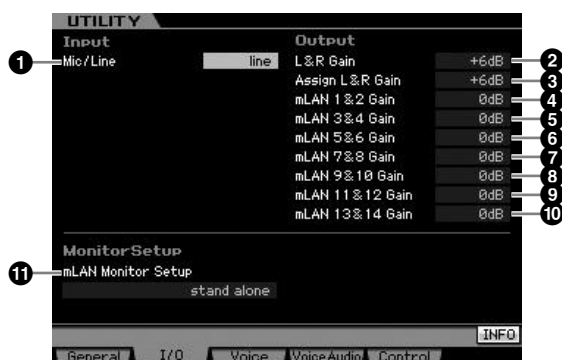 UTILITY
Input
Output
1 Mic/Line line
L&R Gain +6dB 2
Assign L&R Gain +6dB 3
mLAN 1&2 Gain 0dB 4
mLAN 3&4 Gain 0dB 5
mLAN 5&6 Gain 0dB 6
mLAN 7&8 Gain 0dB 7
mLAN 9&10 Gain 0dB 8
mLAN 11&12 Gain 0dB 9
mLAN 13&14 Gain 0dB 10
MonitorSetup
11 mLAN Monitor Setup
stand alone
INFO
General I/O Voice VoiceAudio Control